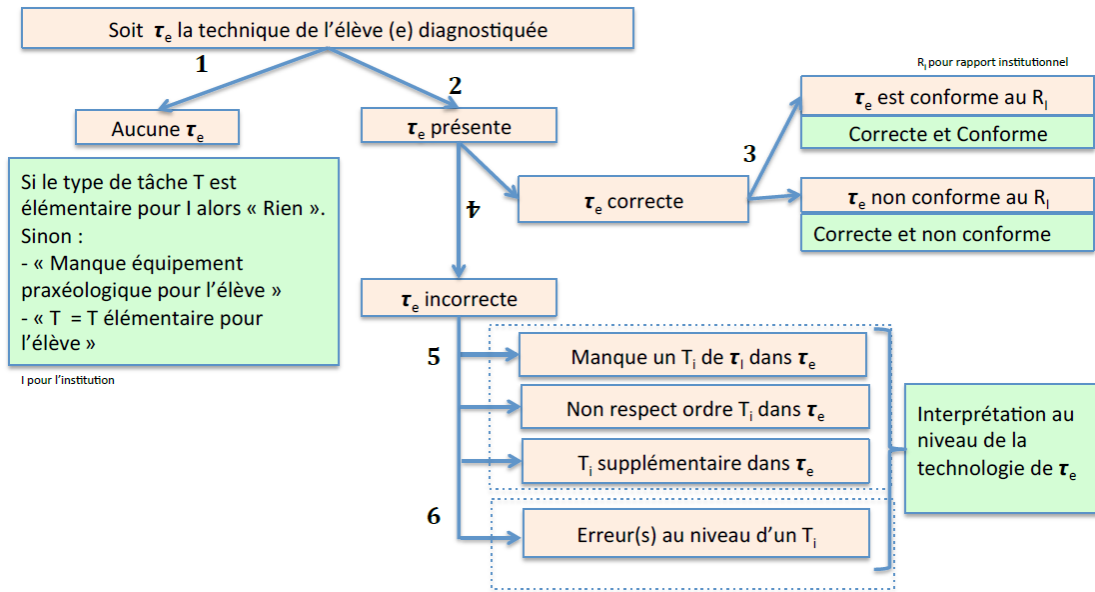 Soit τe la technique de l'élève (e) diagnostiquée
1
2
RI pour rapport institutionnel
Aucune τe
τe présente
3
τe est conforme au RI
Correcte et Conforme
Si le type de tâche T est
élémentaire pour I alors « Rien ».
Sinon :
- « Manque équipement
praxéologique pour l'élève »
- « T = T élémentaire pour
l'élève »
I pour l'institution
4
τe correcte
τe non conforme au RI
Correcte et non conforme
τe incorrecte
5
Manque un Ti de τI dans τe
Non respect ordre Ti dans τe
Ti supplémentaire dans τe
6
Erreur(s) au niveau d'un Ti
Interprétation au
niveau de la
technologie de τe